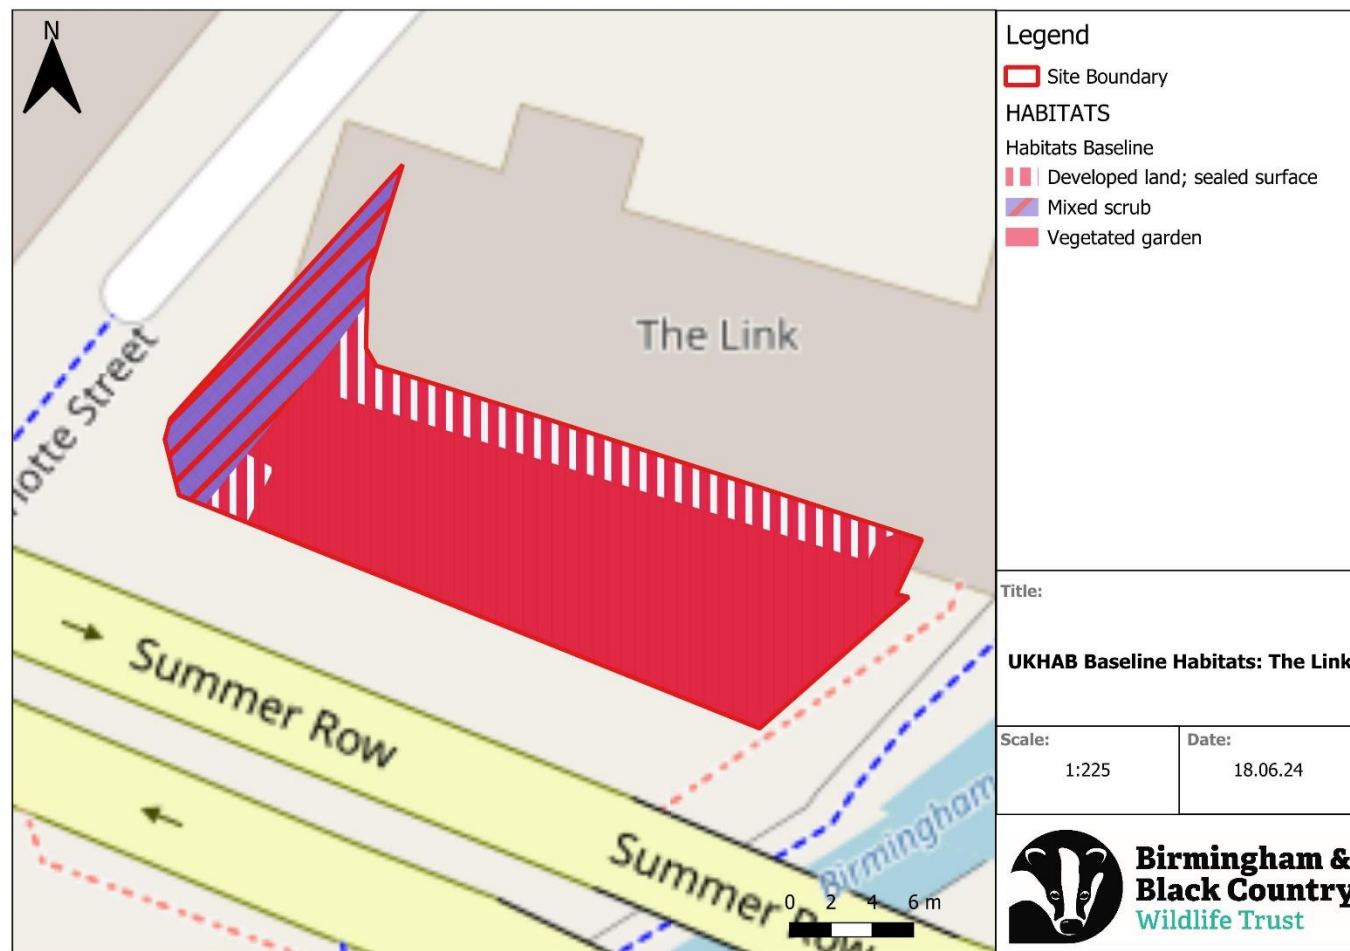 N
lotte Street
The Link
Summer Row
Summer Row
Birmingham
0 2 4 6 m
Legend
Site Boundary
HABITATS
Habitats Baseline
Developed land; sealed surface
Mixed scrub
Vegetated garden
Title:
UKHAB Baseline Habitats: The Link
Scale:
1:225
Date:
18.06.24
Birmingham &
Black Country
Wildlife Trust